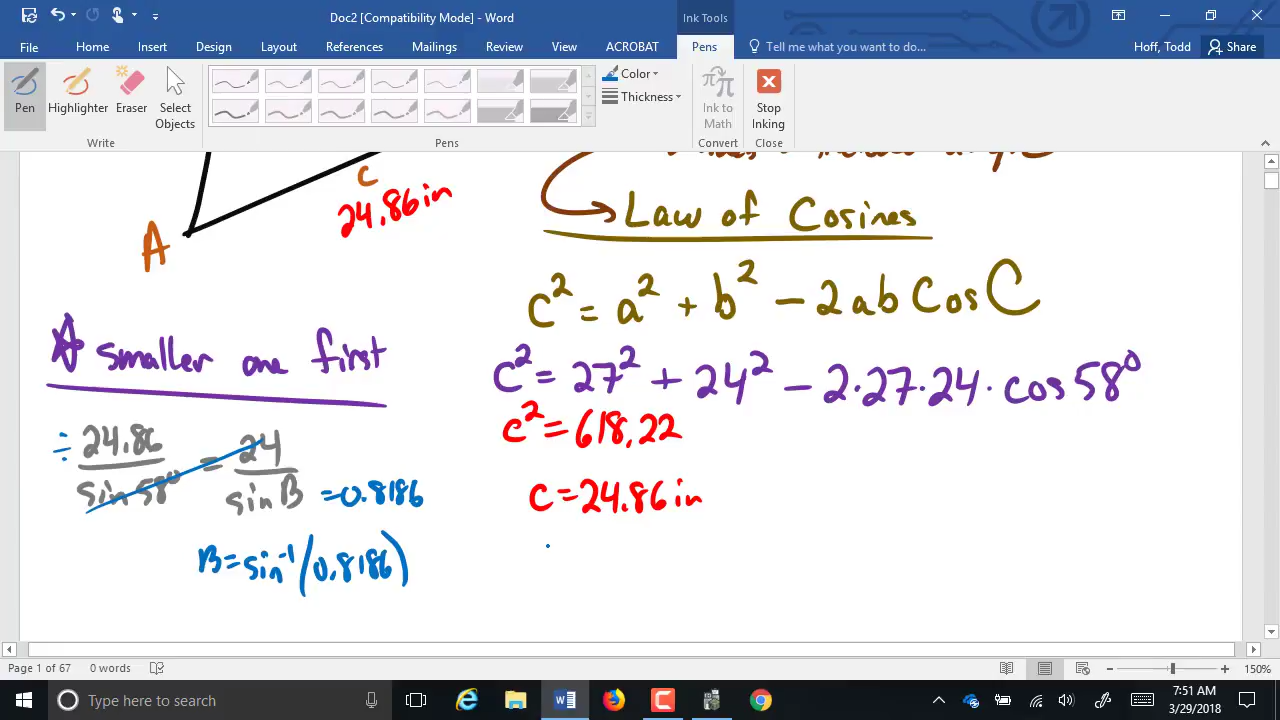 Doc2 [Compatibility Mode] - Word
Ink Tools
File Home Insert Design Layout References Mailings Review View ACROBAT Pens Tell me what you want to do... Hoff, Todd Share
Pen Highlighter Eraser Select Objects
Color
Thickness
Ink to Math
Stop Inking
Write Pens Convert Close
C
24.86 in
A
Law of Cosines
c² = a² + b² - 2ab Cos C
smaller one first
c² = 27² + 24² - 2·27·24·cos 58°
c² = 618.22
c = 24.86 in
÷ 24.86 / sin 58° = 24 / sin B = 0.8186
B = sin⁻¹(0.8186)
Page 1 of 67 0 words 150%
Type here to search
7:51 AM
3/29/2018